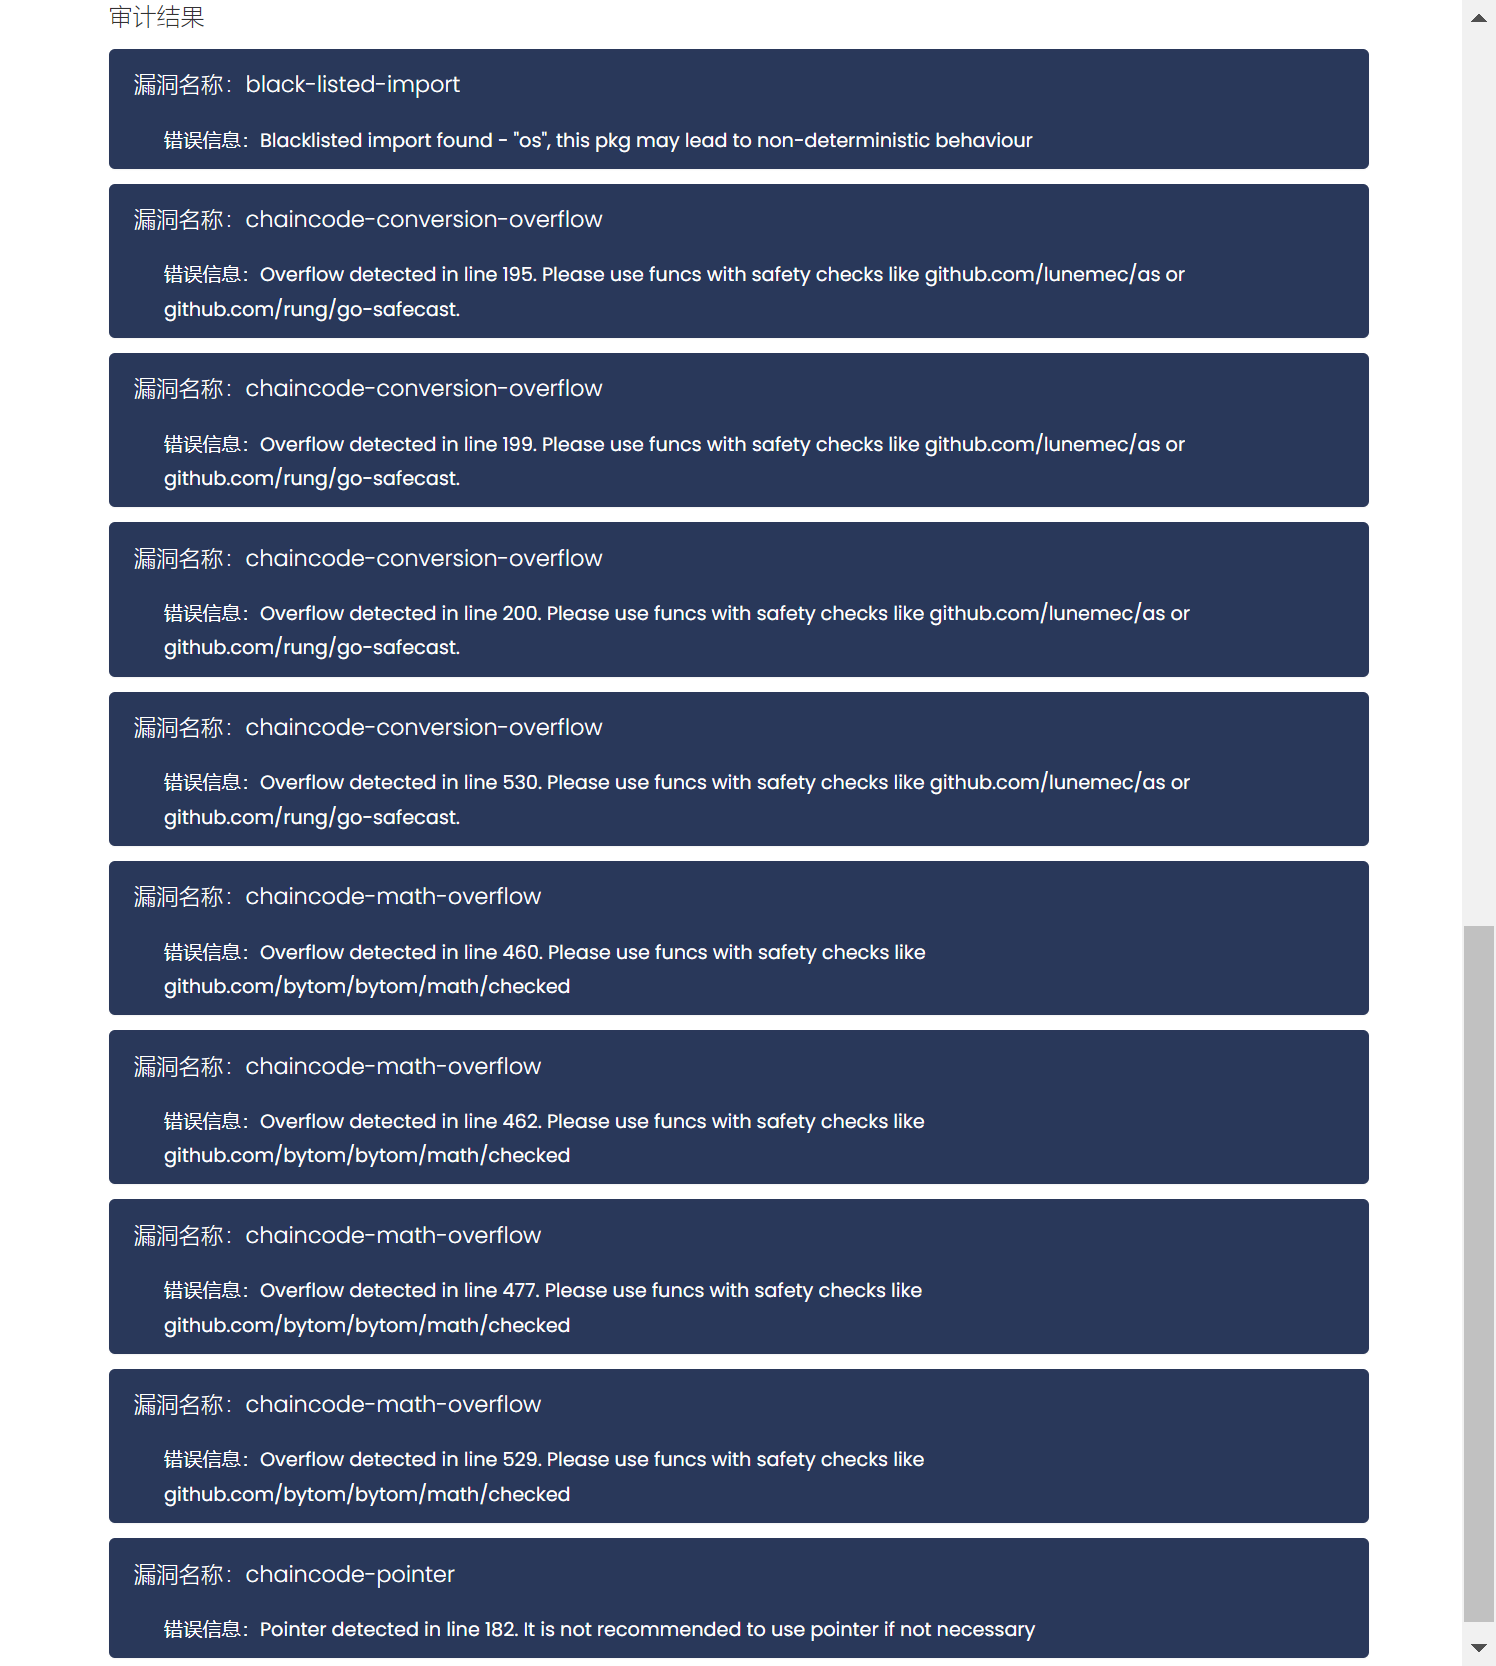 审计结果
漏洞名称：black-listed-import
错误信息：Blacklisted import found - "os", this pkg may lead to non-deterministic behaviour
漏洞名称：chaincode-conversion-overflow
错误信息：Overflow detected in line 195. Please use funcs with safety checks like github.com/lunemec/as or
github.com/rung/go-safecast.
漏洞名称：chaincode-conversion-overflow
错误信息：Overflow detected in line 199. Please use funcs with safety checks like github.com/lunemec/as or
github.com/rung/go-safecast.
漏洞名称：chaincode-conversion-overflow
错误信息：Overflow detected in line 200. Please use funcs with safety checks like github.com/lunemec/as or
github.com/rung/go-safecast.
漏洞名称：chaincode-conversion-overflow
错误信息：Overflow detected in line 530. Please use funcs with safety checks like github.com/lunemec/as or
github.com/rung/go-safecast.
漏洞名称：chaincode-math-overflow
错误信息：Overflow detected in line 460. Please use funcs with safety checks like
github.com/bytom/bytom/math/checked
漏洞名称：chaincode-math-overflow
错误信息：Overflow detected in line 462. Please use funcs with safety checks like
github.com/bytom/bytom/math/checked
漏洞名称：chaincode-math-overflow
错误信息：Overflow detected in line 477. Please use funcs with safety checks like
github.com/bytom/bytom/math/checked
漏洞名称：chaincode-math-overflow
错误信息：Overflow detected in line 529. Please use funcs with safety checks like
github.com/bytom/bytom/math/checked
漏洞名称：chaincode-pointer
错误信息：Pointer detected in line 182. It is not recommended to use pointer if not necessary